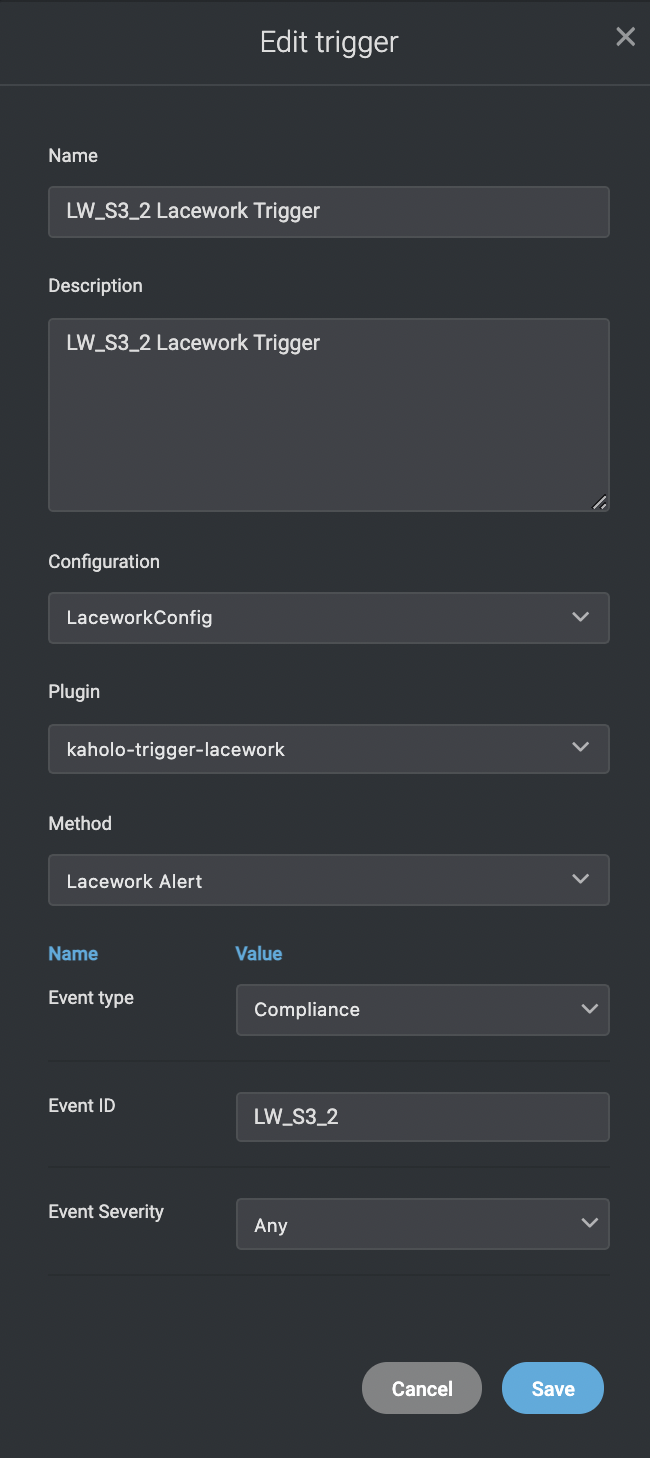 Edit trigger
Name
LW_S3_2 Lacework Trigger
Description
LW_S3_2 Lacework Trigger
Configuration
LaceworkConfig
Plugin
kaholo-trigger-lacework
Method
Lacework Alert
Name Value
Event type Compliance
Event ID LW_S3_2
Event Severity Any
Cancel Save